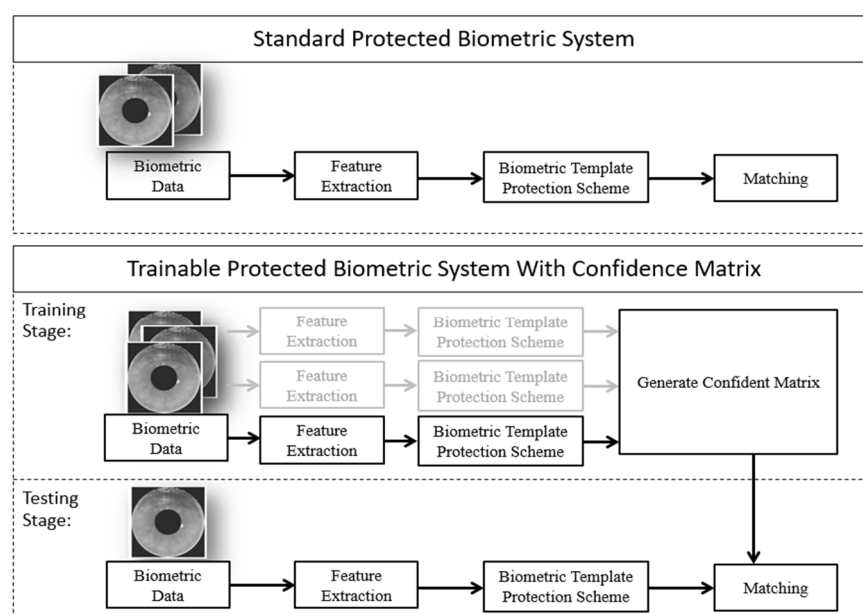 Standard Protected Biometric System
Biometric
Data
Feature
Extraction
Biometric Template
Protection Scheme
Matching
Trainable Protected Biometric System With Confidence Matrix
Training
Stage:
Feature
Extraction
Biometric Template
Protection Scheme
Feature
Extraction
Biometric Template
Protection Scheme
Generate Confident Matrix
Biometric
Data
Feature
Extraction
Biometric Template
Protection Scheme
Testing
Stage:
Biometric
Data
Feature
Extraction
Biometric Template
Protection Scheme
Matching